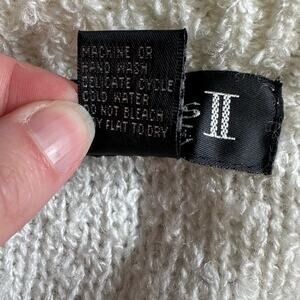 MACHINE OR
HAND WASH
DELICATE CYCLE
COLD WATER
DO NOT BLEACH
LAY FLAT TO DRY